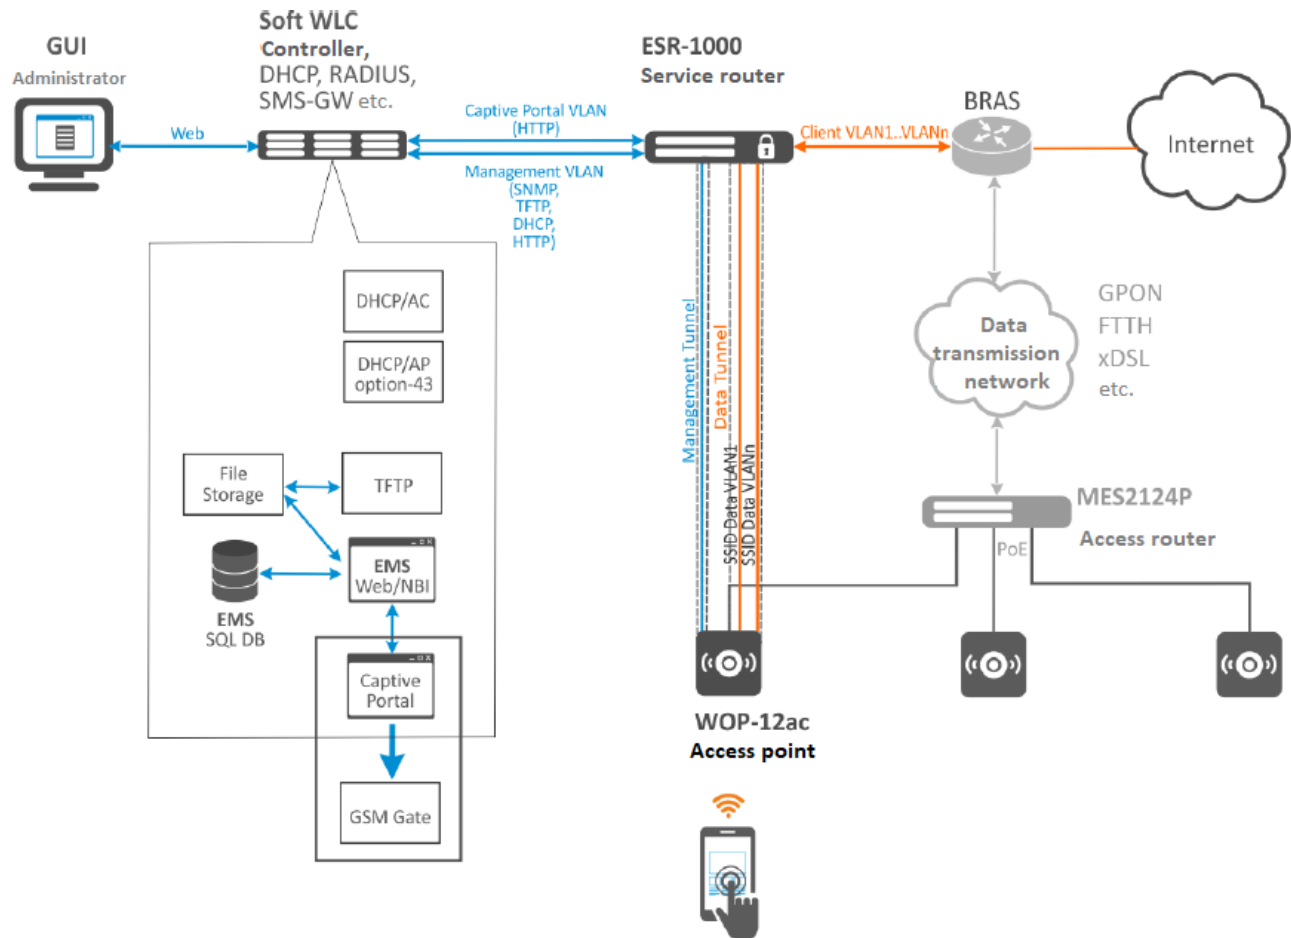 GUI
Administrator
Soft WLC
Controller,
DHCP, RADIUS,
SMS-GW etc.
ESR-1000
Service router
BRAS
Internet
Web
Captive Portal VLAN
(HTTP)
Management VLAN
(SNMP,
TFTP,
DHCP,
HTTP)
Client VLAN1..VLANn
DHCP/AC
DHCP/AP
option-43
File
Storage
TFTP
EMS
Web/NBI
EMS
SQL DB
Captive
Portal
GSM Gate
Management Tunnel
Data Tunnel
SSID Data VLAN1
SSID Data VLANn
Data
transmission
network
GPON
FTTH
xDSL
etc.
MES2124P
Access router
PoE
WOP-12ac
Access point